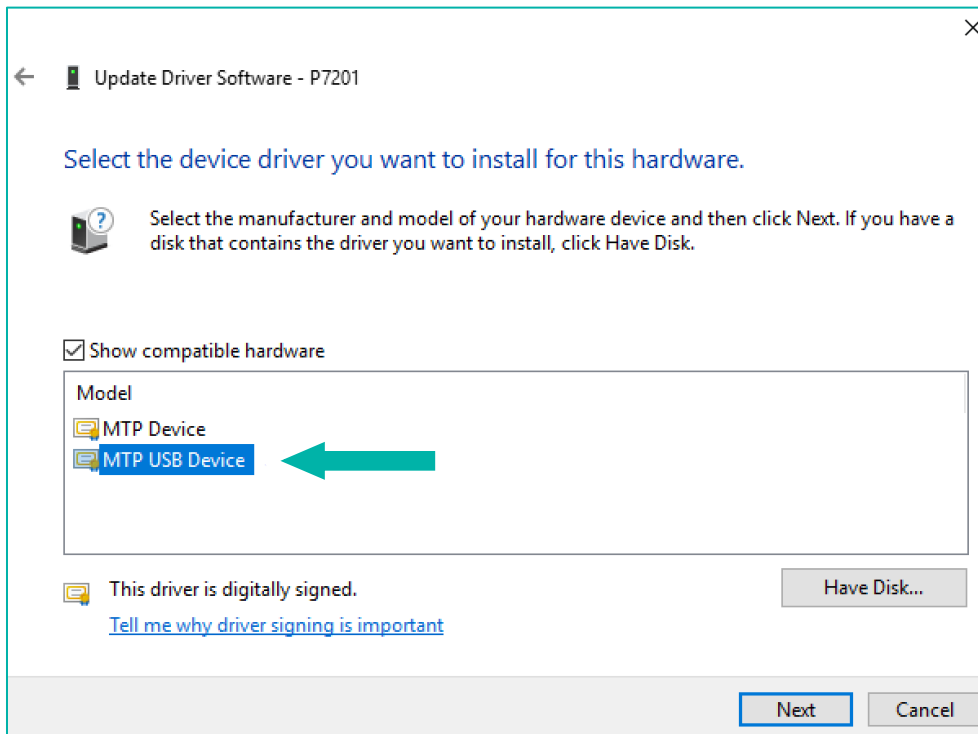 Update Driver Software - P7201
Select the device driver you want to install for this hardware.
Select the manufacturer and model of your hardware device and then click Next. If you have a
disk that contains the driver you want to install, click Have Disk.
Show compatible hardware
Model
MTP Device
MTP USB Device
This driver is digitally signed.
Have Disk...
Tell me why driver signing is important
Next
Cancel